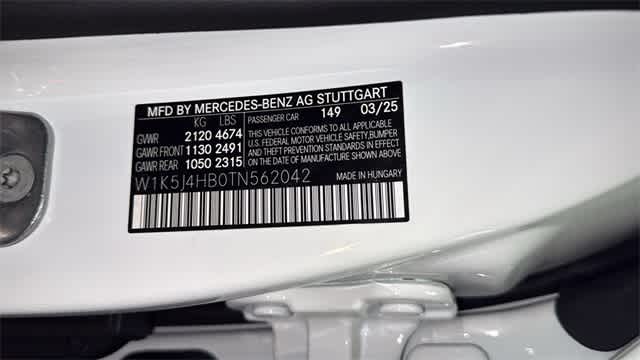 MFD BY MERCEDES-BENZ AG STUTTGART
KG LBS PASSENGER CAR 149 03/25
GVWR 2120 4674
GAWR FRONT 1130 2491
GAWR REAR 1050 2315
THIS VEHICLE CONFORMS TO ALL APPLICABLE
U.S. FEDERAL MOTOR VEHICLE SAFETY, BUMPER
AND THEFT PREVENTION STANDARDS IN EFFECT
ON THE DATE OF MANUFACTURE SHOWN ABOVE.
W1K5J4HB0TN562042 MADE IN HUNGARY